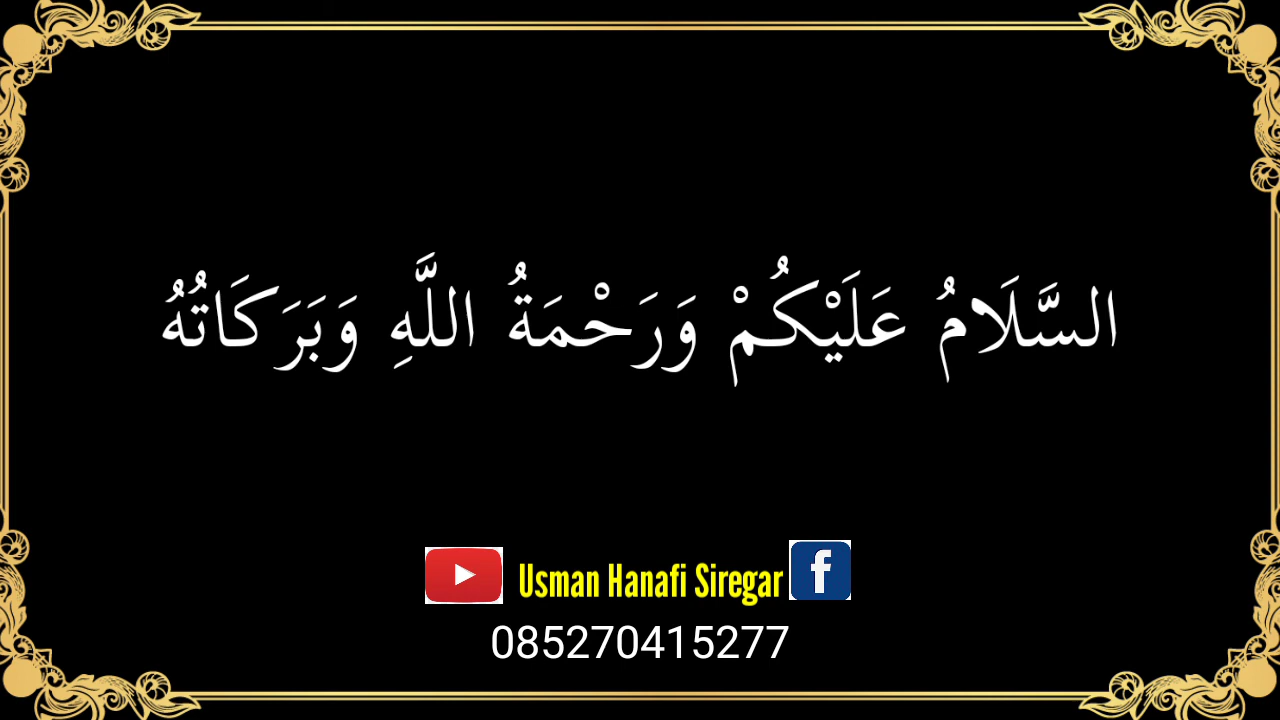 السَّلَامُ عَلَيْكُمْ وَرَحْمَةُ اللَّهِ وَبَرَكَاتُهُ
Usman Hanafi Siregar
085270415277